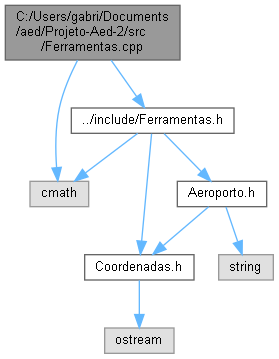 C:/Users/gabri/Documents
/aed/Projeto-Aed-2/src
/Ferramentas.cpp
../include/Ferramentas.h
cmath
Aeroporto.h
Coordenadas.h
string
ostream